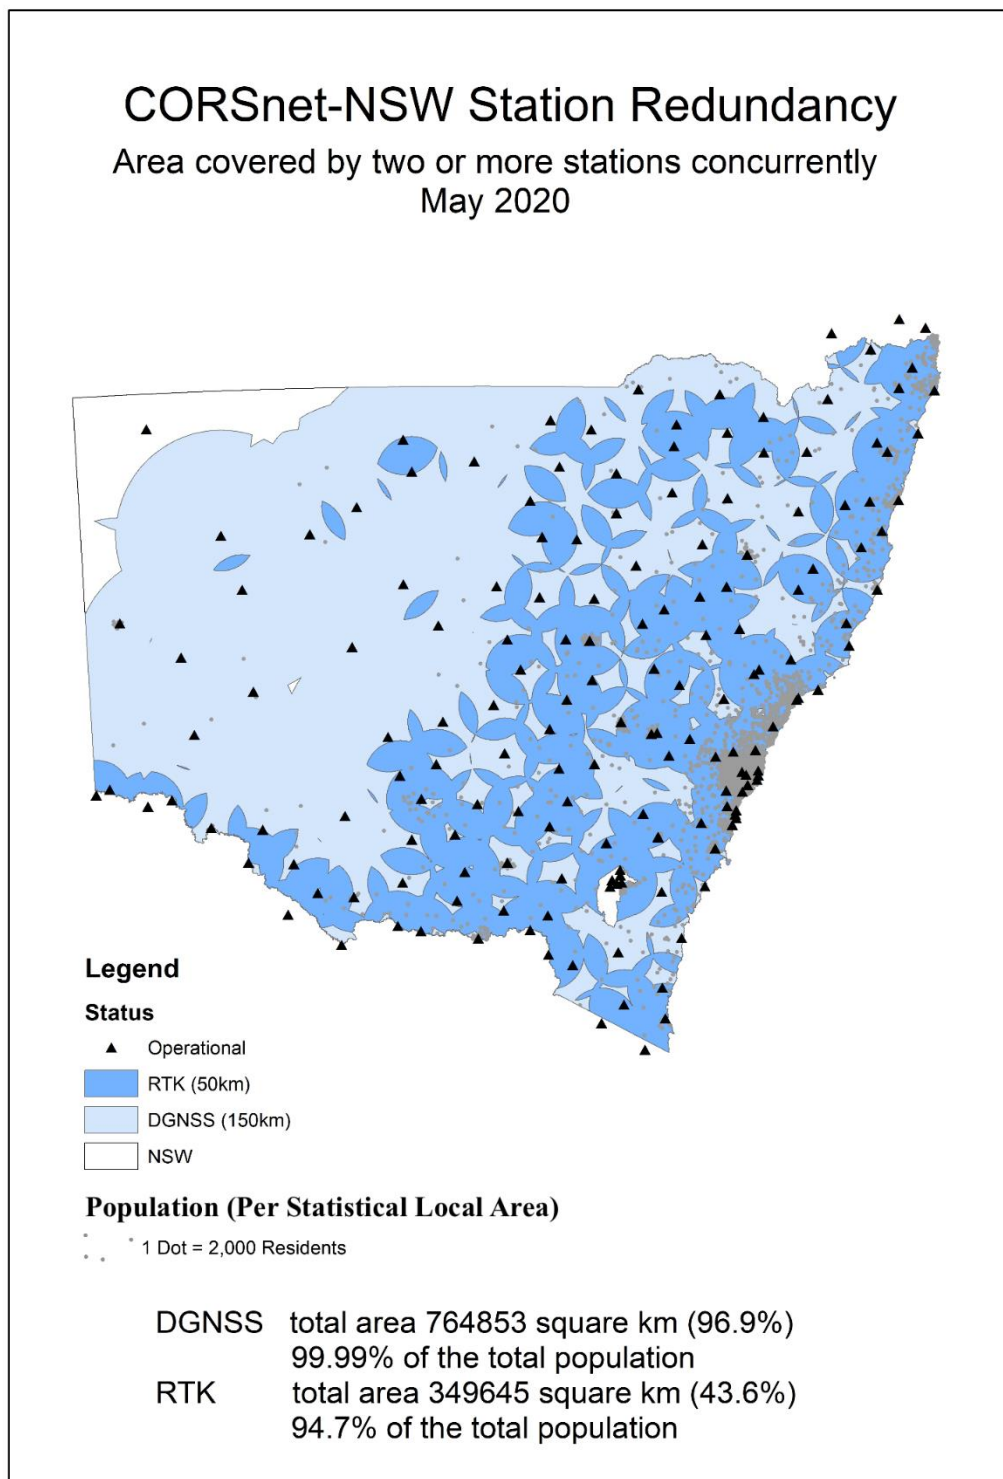 CORSnet-NSW Station Redundancy
Area covered by two or more stations concurrently
May 2020
Legend
Status
Operational
RTK (50km)
DGNSS (150km)
NSW
Population (Per Statistical Local Area)
1 Dot = 2,000 Residents
DGNSS total area 764853 square km (96.9%)
99.99% of the total population
RTK total area 349645 square km (43.6%)
94.7% of the total population